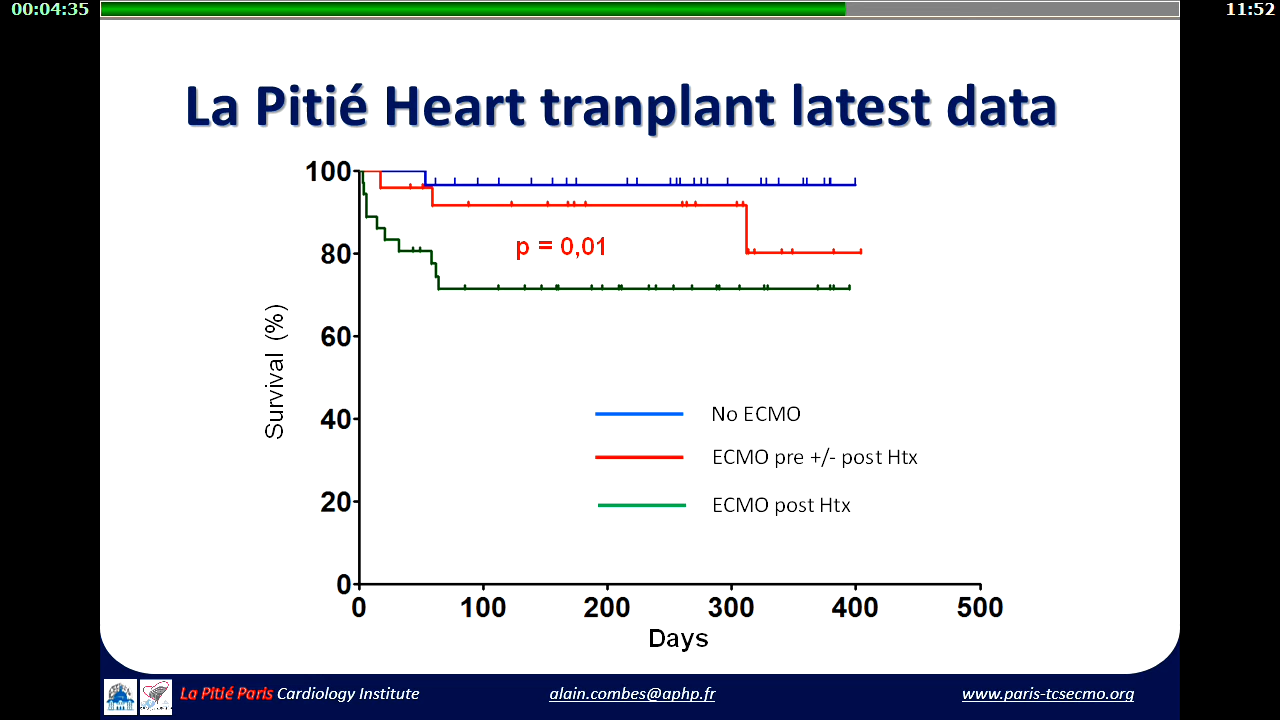 00:04:35
11:52
La Pitié Heart tranplant latest data
100
80
60
40
20
0
Survival (%)
p = 0,01
No ECMO
ECMO pre +/- post Htx
ECMO post Htx
0 100 200 300 400 500
Days
La Pitié Paris Cardiology Institute
alain.combes@aphp.fr
www.paris-tcsecmo.org